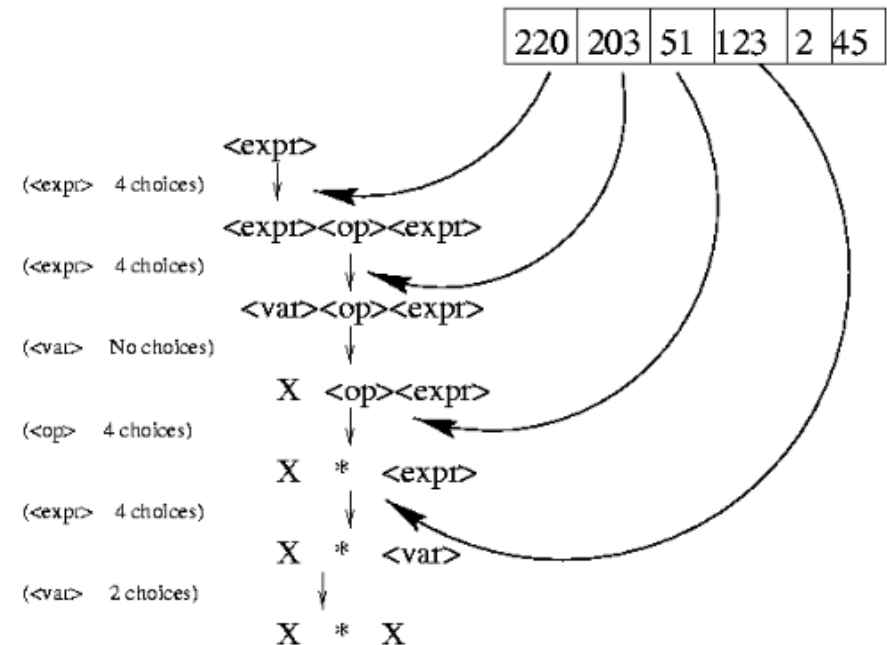 220 203 51 123 2 45
<expr>
(<expr> 4 choices)
<expr><op><expr>
(<expr> 4 choices)
<var><op><expr>
(<var> No choices)
X <op><expr>
(<op> 4 choices)
X * <expr>
(<expr> 4 choices)
X * <var>
(<var> 2 choices)
X * X